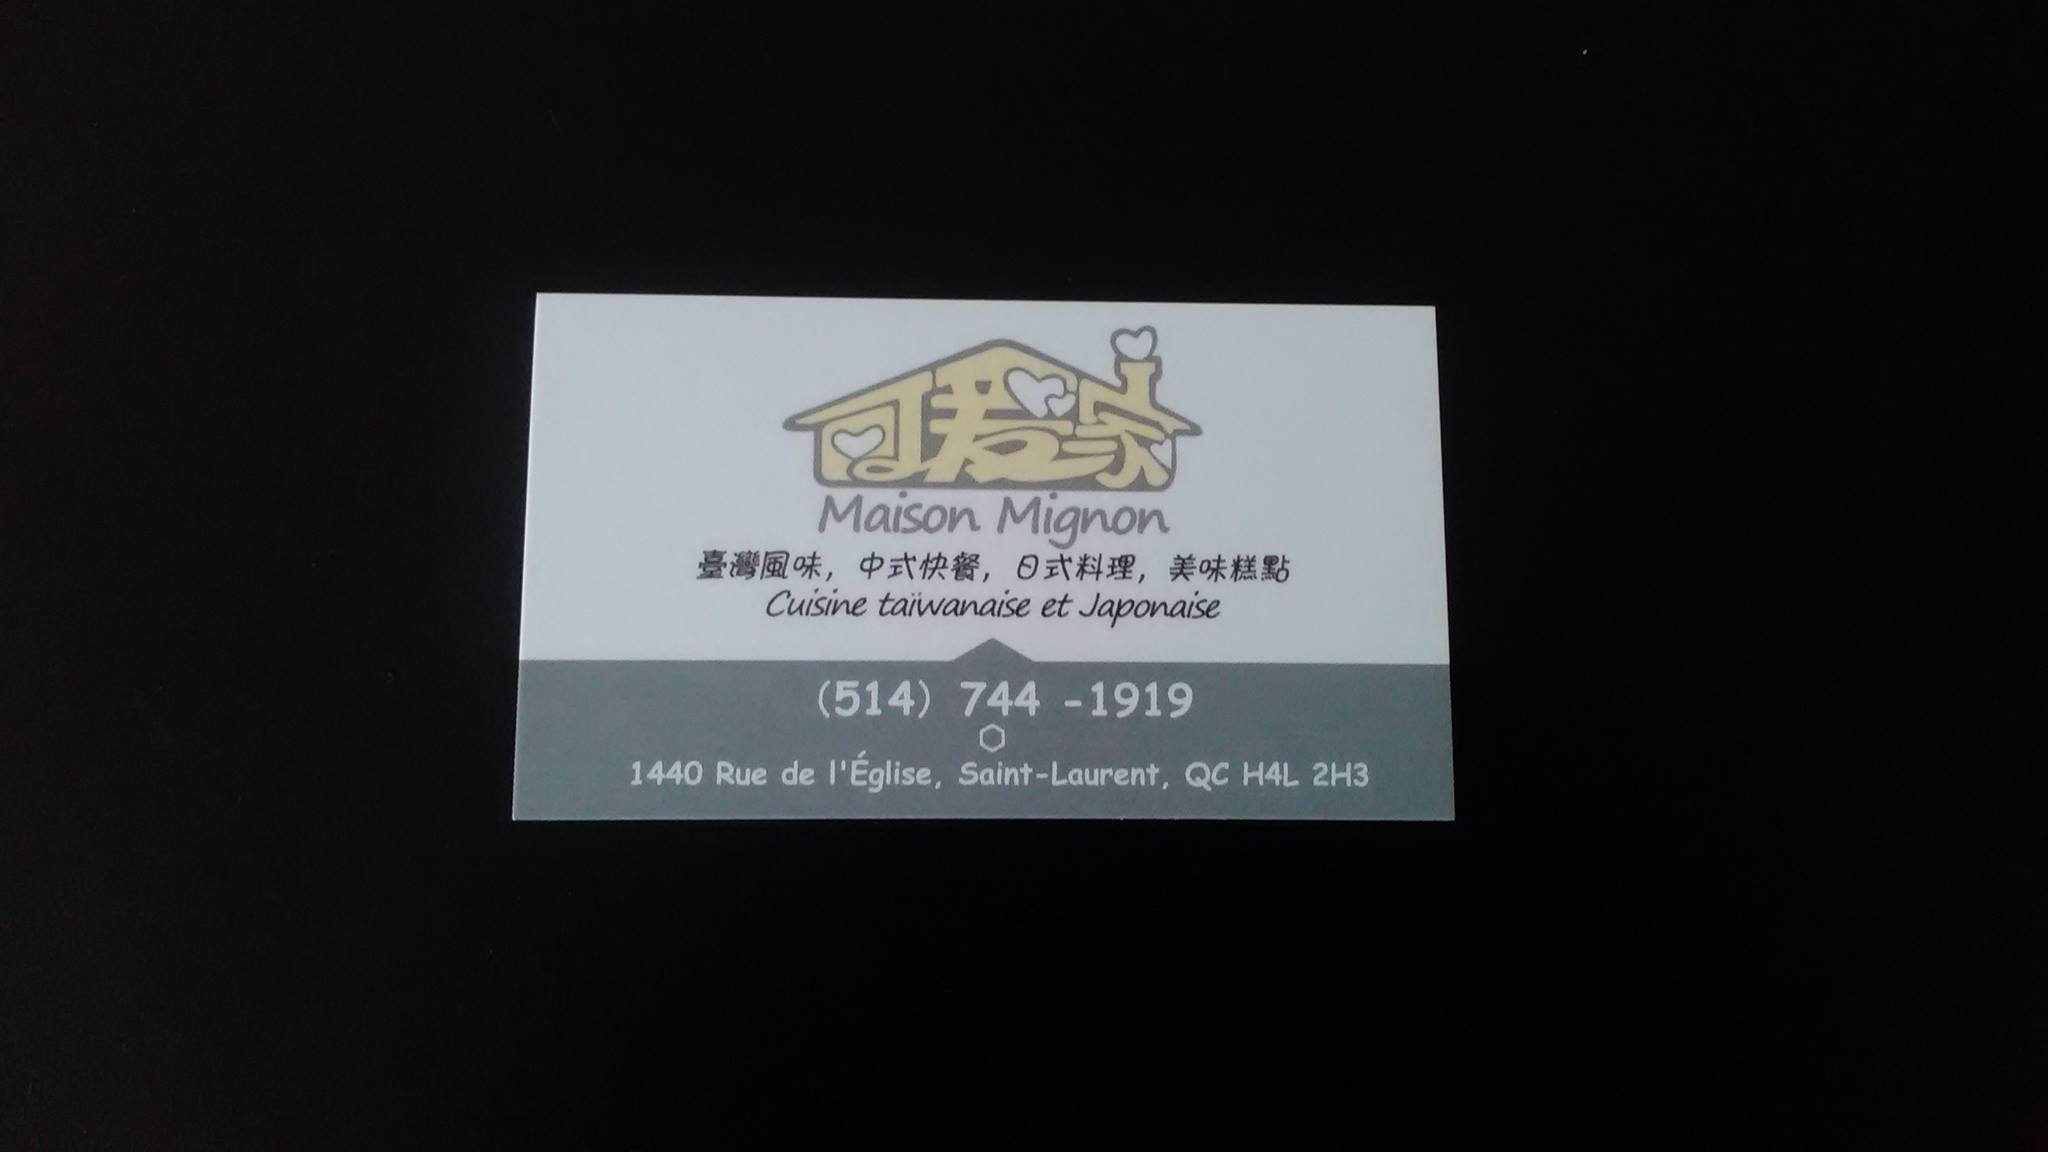 可爱家
Maison Mignon
臺灣風味, 中式快餐, 日式料理, 美味糕點
Cuisine taïwanaise et Japonaise
(514) 744 -1919
1440 Rue de l'Église, Saint-Laurent, QC H4L 2H3